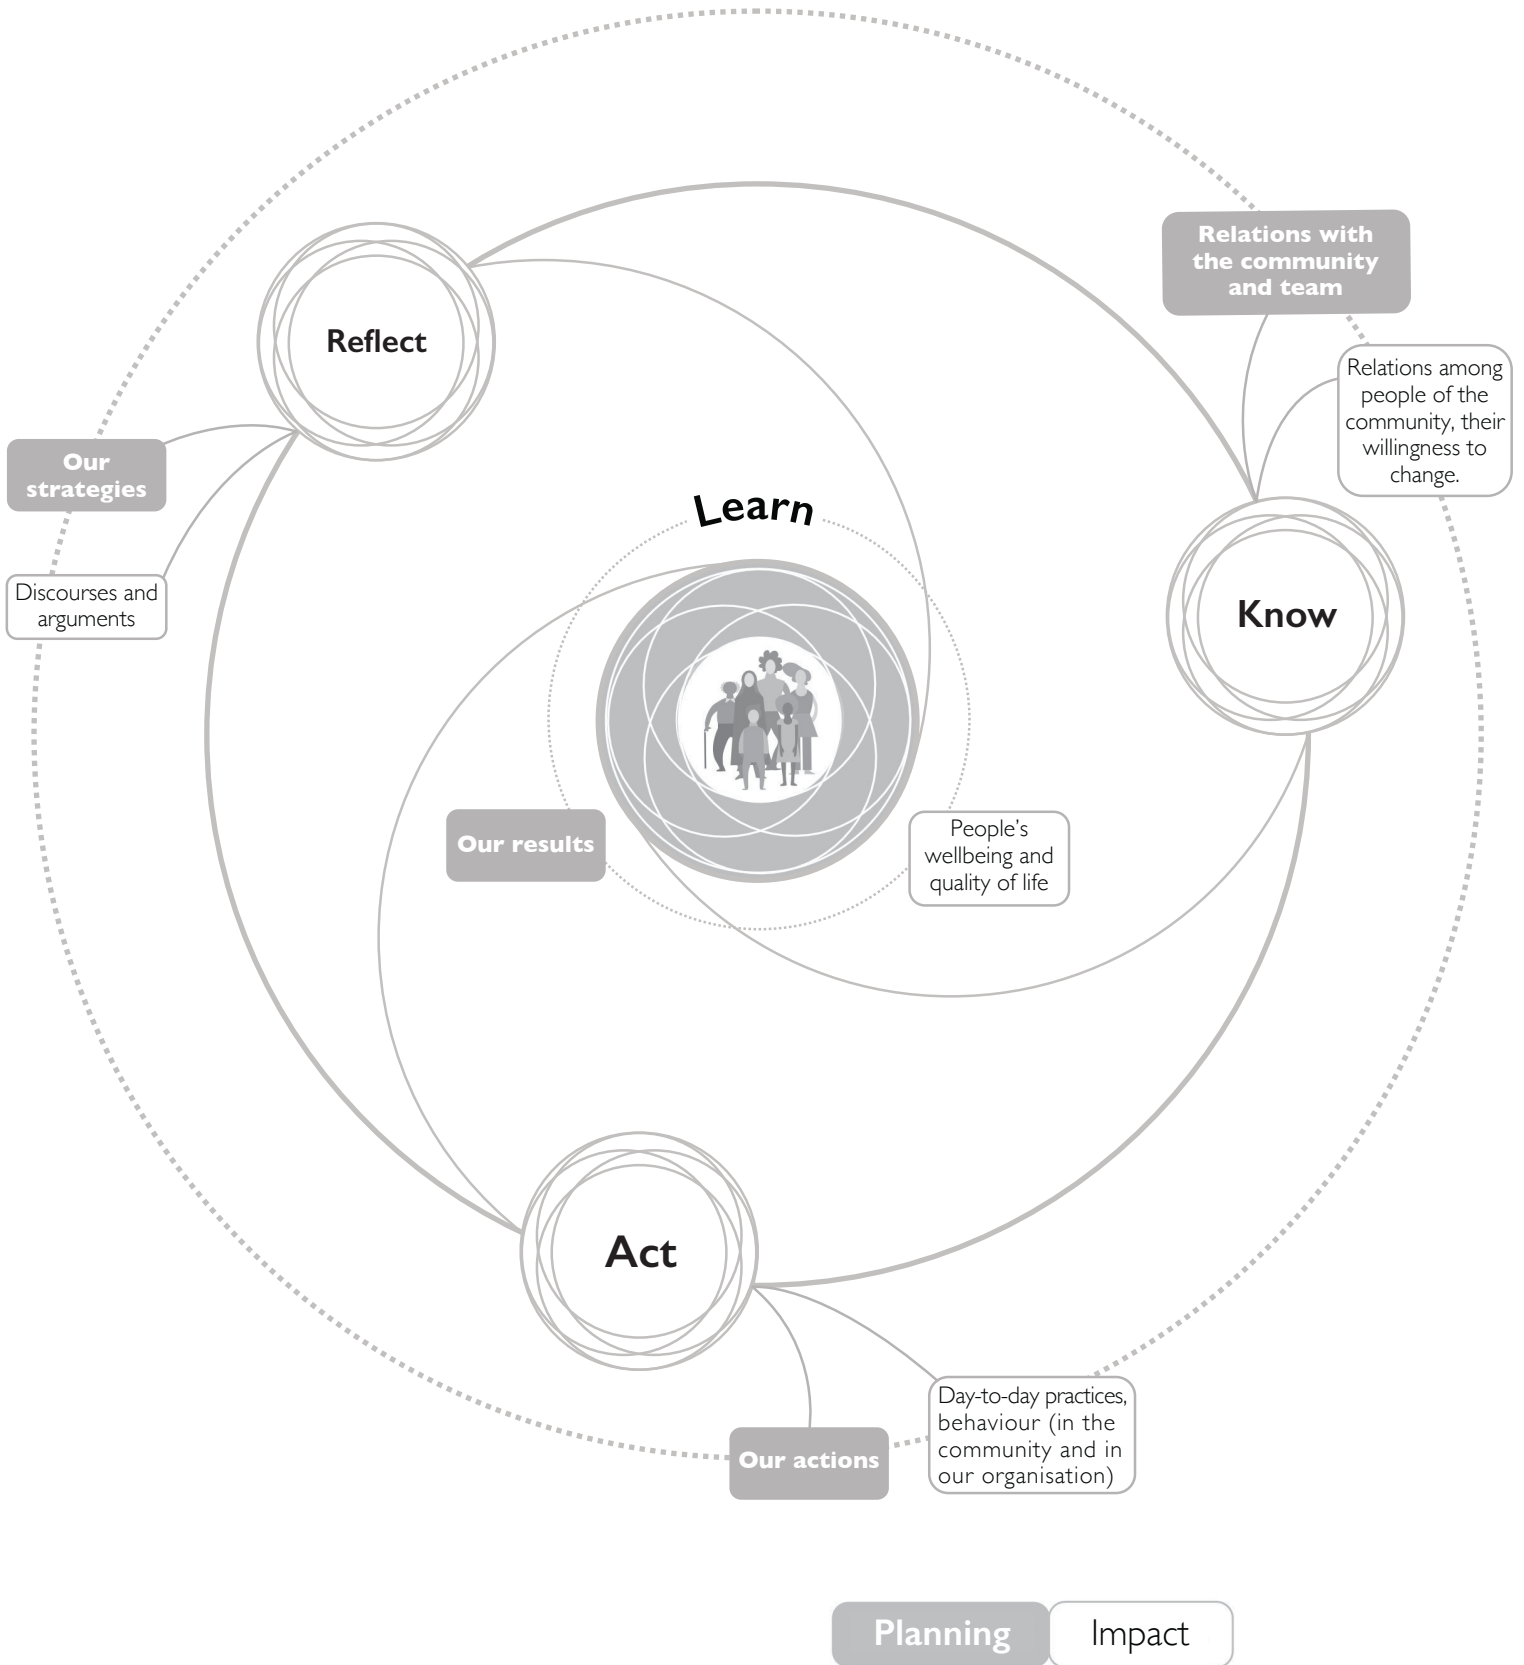 Relations with
the community
and team
Reflect
Relations among
people of the
community, their
willingness to
change.
Our
strategies
Learn
Discourses and
arguments
Know
Our results
People's
wellbeing and
quality of life
Act
Our actions
Day-to-day practices,
behaviour (in the
community and in
our organisation)
Planning
Impact